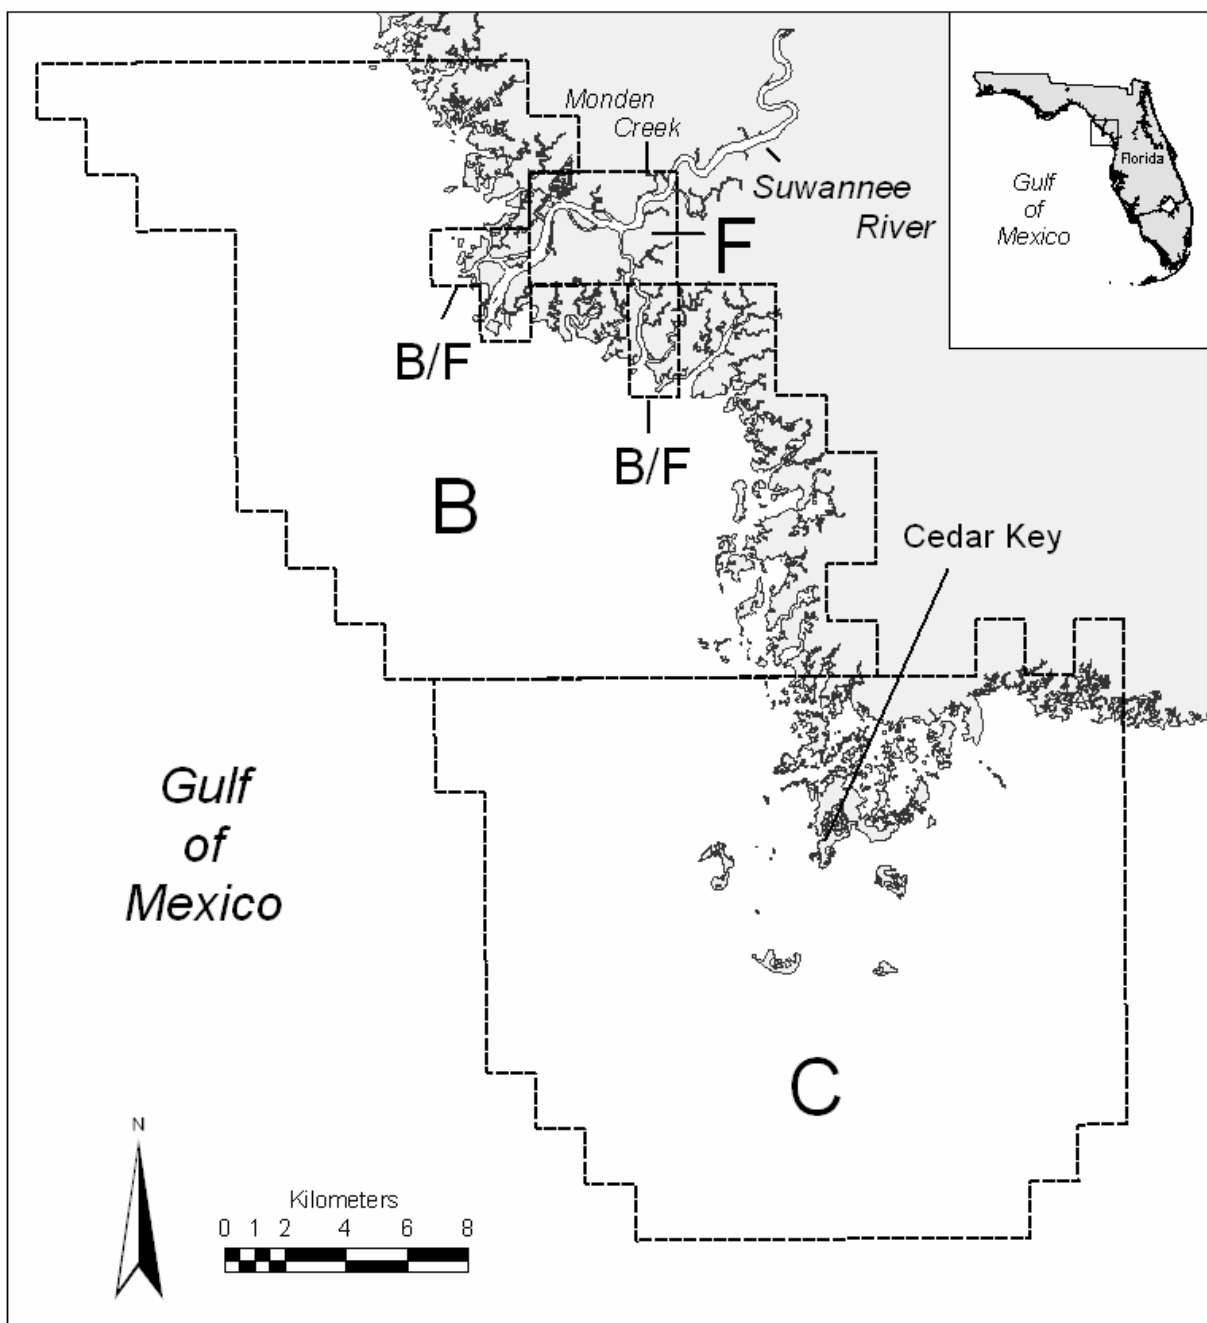 Monden
Creek
Suwannee
River
F
B/F
B/F
B
Cedar Key
Gulf
of
Mexico
C
N
Kilometers
0 1 2 4 6 8
Florida
Gulf
of
Mexico